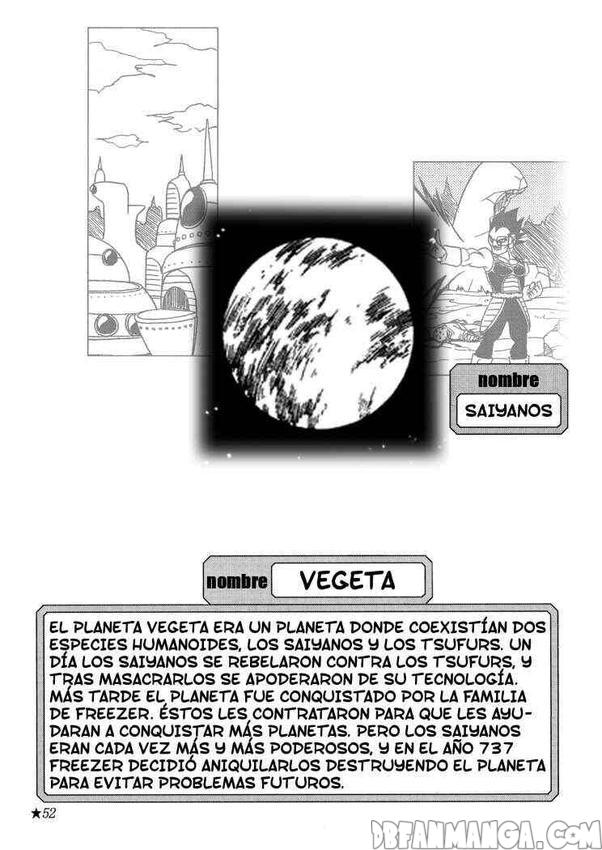 nombre
SAIYANOS
nombre
VEGETA
EL PLANETA VEGETA ERA UN PLANETA DONDE COEXISTÍAN DOS
ESPECIES HUMANOIDES, LOS SAIYANOS Y LOS TSUFURS. UN
DÍA LOS SAIYANOS SE REBELARON CONTRA LOS TSUFURS, Y
TRAS MASACRARLOS SE APODERARON DE SU TECNOLOGÍA.
MÁS TARDE EL PLANETA FUE CONQUISTADO POR LA FAMILIA
DE FREEZER. ÉSTOS LES CONTRATARON PARA QUE LES AYU-
DARAN A CONQUISTAR MÁS PLANETAS. PERO LOS SAIYANOS
ERAN CADA VEZ MÁS Y MÁS PODEROSOS, Y EN EL AÑO 737
FREEZER DECIDIÓ ANIQUILARLOS DESTRUYENDO EL PLANETA
PARA EVITAR PROBLEMAS FUTUROS.
★52
DBFANMANGA.COM